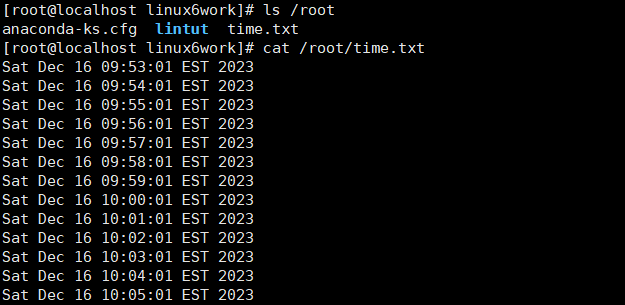 [root@localhost linux6work]# ls /root
anaconda-ks.cfg  lintut  time.txt
[root@localhost linux6work]# cat /root/time.txt
Sat Dec 16 09:53:01 EST 2023
Sat Dec 16 09:54:01 EST 2023
Sat Dec 16 09:55:01 EST 2023
Sat Dec 16 09:56:01 EST 2023
Sat Dec 16 09:57:01 EST 2023
Sat Dec 16 09:58:01 EST 2023
Sat Dec 16 09:59:01 EST 2023
Sat Dec 16 10:00:01 EST 2023
Sat Dec 16 10:01:01 EST 2023
Sat Dec 16 10:02:01 EST 2023
Sat Dec 16 10:03:01 EST 2023
Sat Dec 16 10:04:01 EST 2023
Sat Dec 16 10:05:01 EST 2023